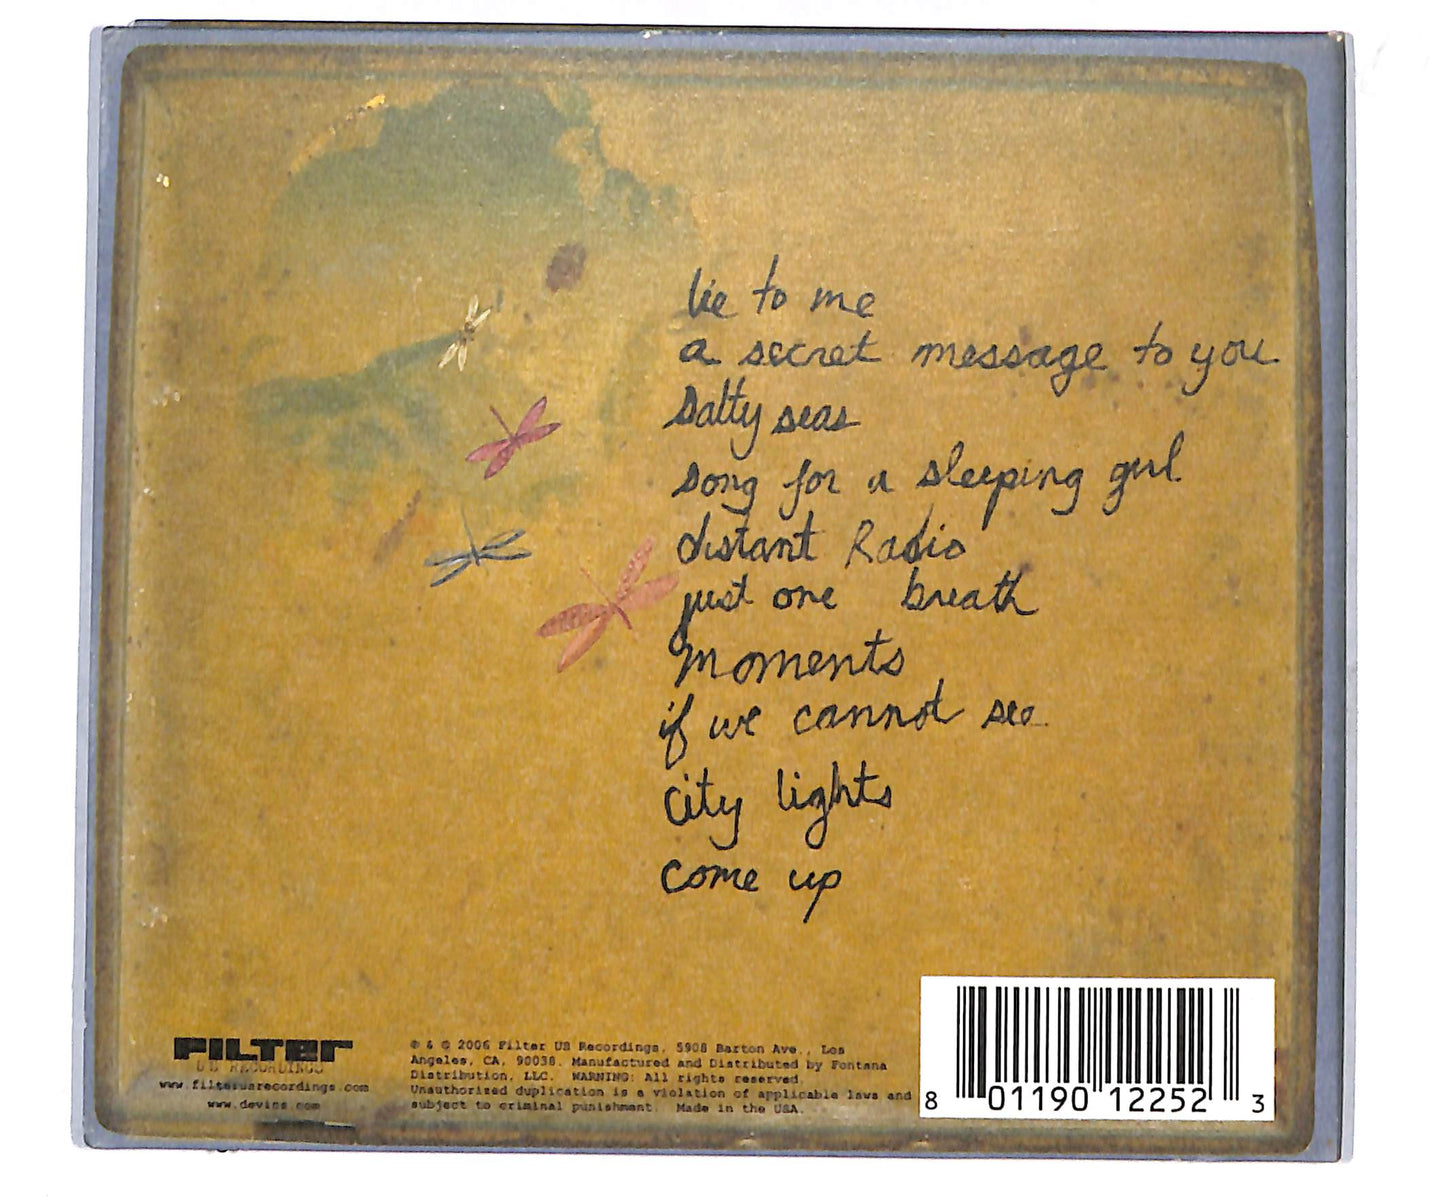 lie to me
a secret message to you
salty seas
song for a sleeping girl
distant Radio
just one breath
moments
if we cannot see
city lights
come up
FILTER
US RECORDINGS
www.filterusrecordings.com
www.devics.com
℗ & © 2006 Filter US Recordings, 5908 Barton Ave., Los
Angeles, CA, 90038. Manufactured and Distributed by Fontana
Distribution, LLC. WARNING: All rights reserved.
Unauthorized duplication is a violation of applicable laws and
subject to criminal punishment. Made in the USA.
8 01190 12252 3